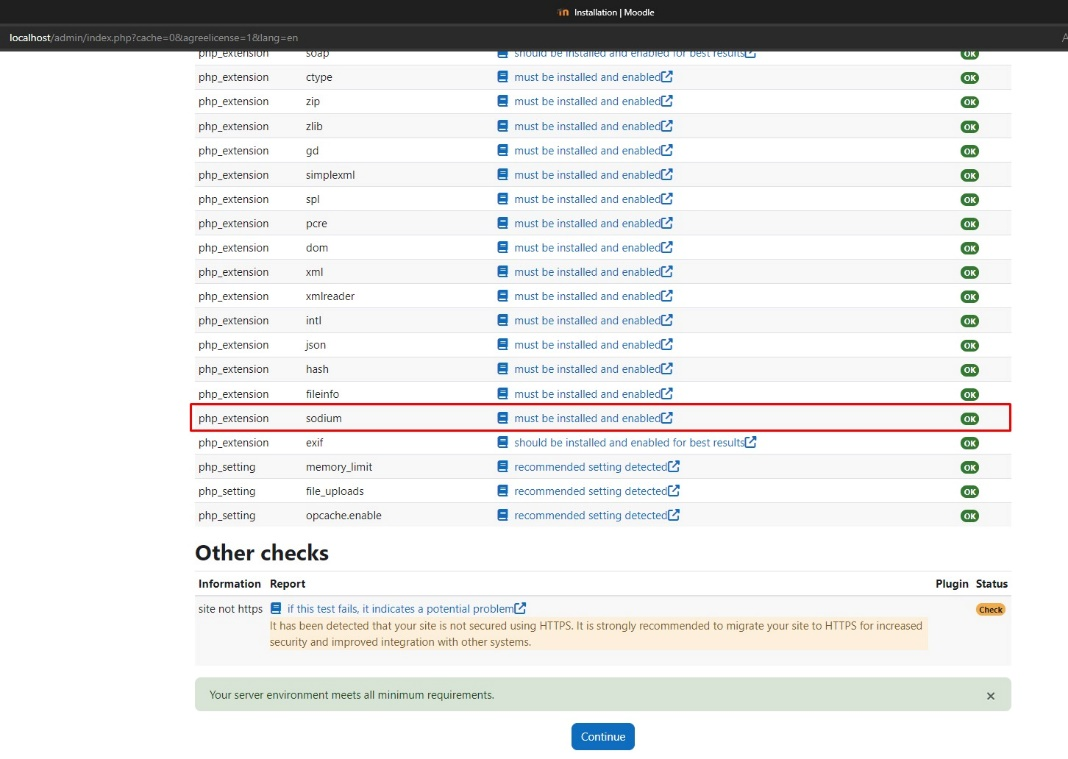 Installation | Moodle
localhost/admin/index.php?cache=0&agreelicense=1&lang=en
php_extension soap should be installed and enabled for best results OK
php_extension ctype must be installed and enabled OK
php_extension zip must be installed and enabled OK
php_extension zlib must be installed and enabled OK
php_extension gd must be installed and enabled OK
php_extension simplexml must be installed and enabled OK
php_extension spl must be installed and enabled OK
php_extension pcre must be installed and enabled OK
php_extension dom must be installed and enabled OK
php_extension xml must be installed and enabled OK
php_extension xmlreader must be installed and enabled OK
php_extension intl must be installed and enabled OK
php_extension json must be installed and enabled OK
php_extension hash must be installed and enabled OK
php_extension fileinfo must be installed and enabled OK
php_extension sodium must be installed and enabled OK
php_extension exif should be installed and enabled for best results OK
php_setting memory_limit recommended setting detected OK
php_setting file_uploads recommended setting detected OK
php_setting opcache.enable recommended setting detected OK
Other checks
Information Report Plugin Status
site not https if this test fails, it indicates a potential problem Check
It has been detected that your site is not secured using HTTPS. It is strongly recommended to migrate your site to HTTPS for increased
security and improved integration with other systems.
Your server environment meets all minimum requirements. ×
Continue